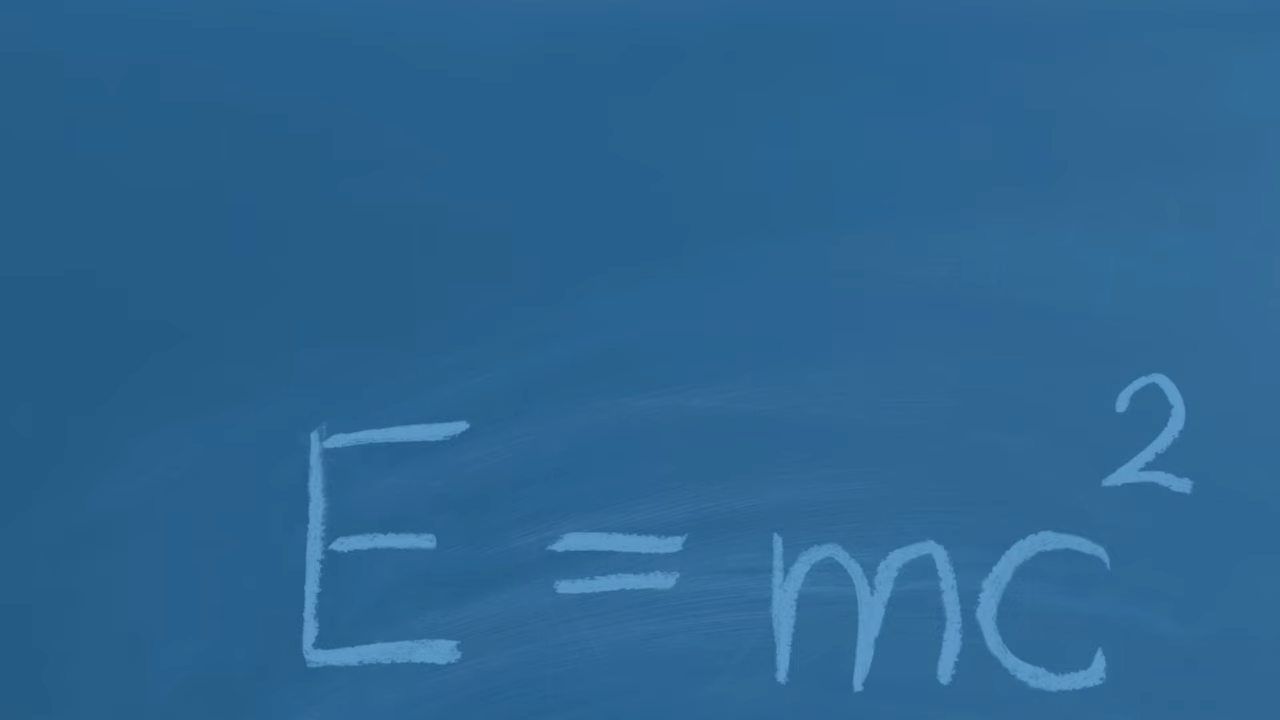 E = mc²